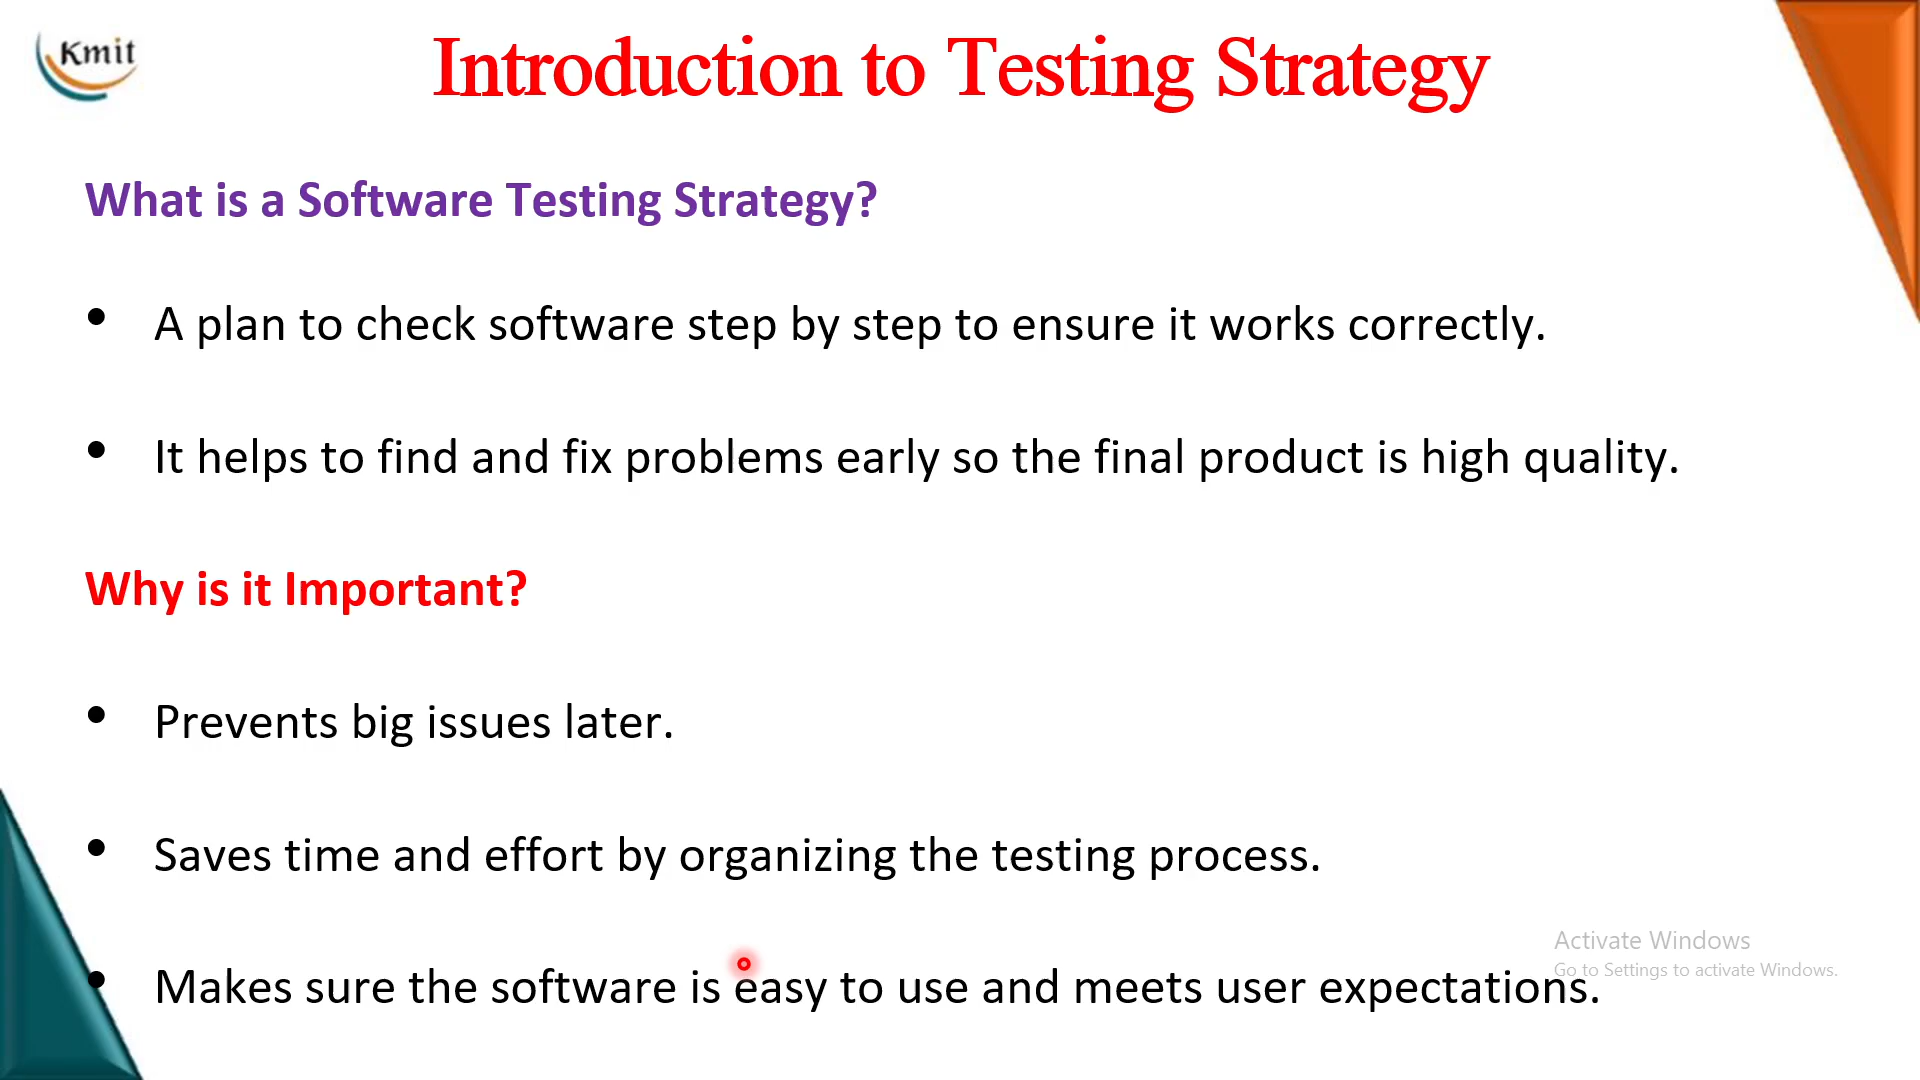 Kmit
Introduction to Testing Strategy
What is a Software Testing Strategy?
• A plan to check software step by step to ensure it works correctly.
• It helps to find and fix problems early so the final product is high quality.
Why is it Important?
• Prevents big issues later.
• Saves time and effort by organizing the testing process.
• Makes sure the software is easy to use and meets user expectations.
Activate Windows
Go to Settings to activate Windows.